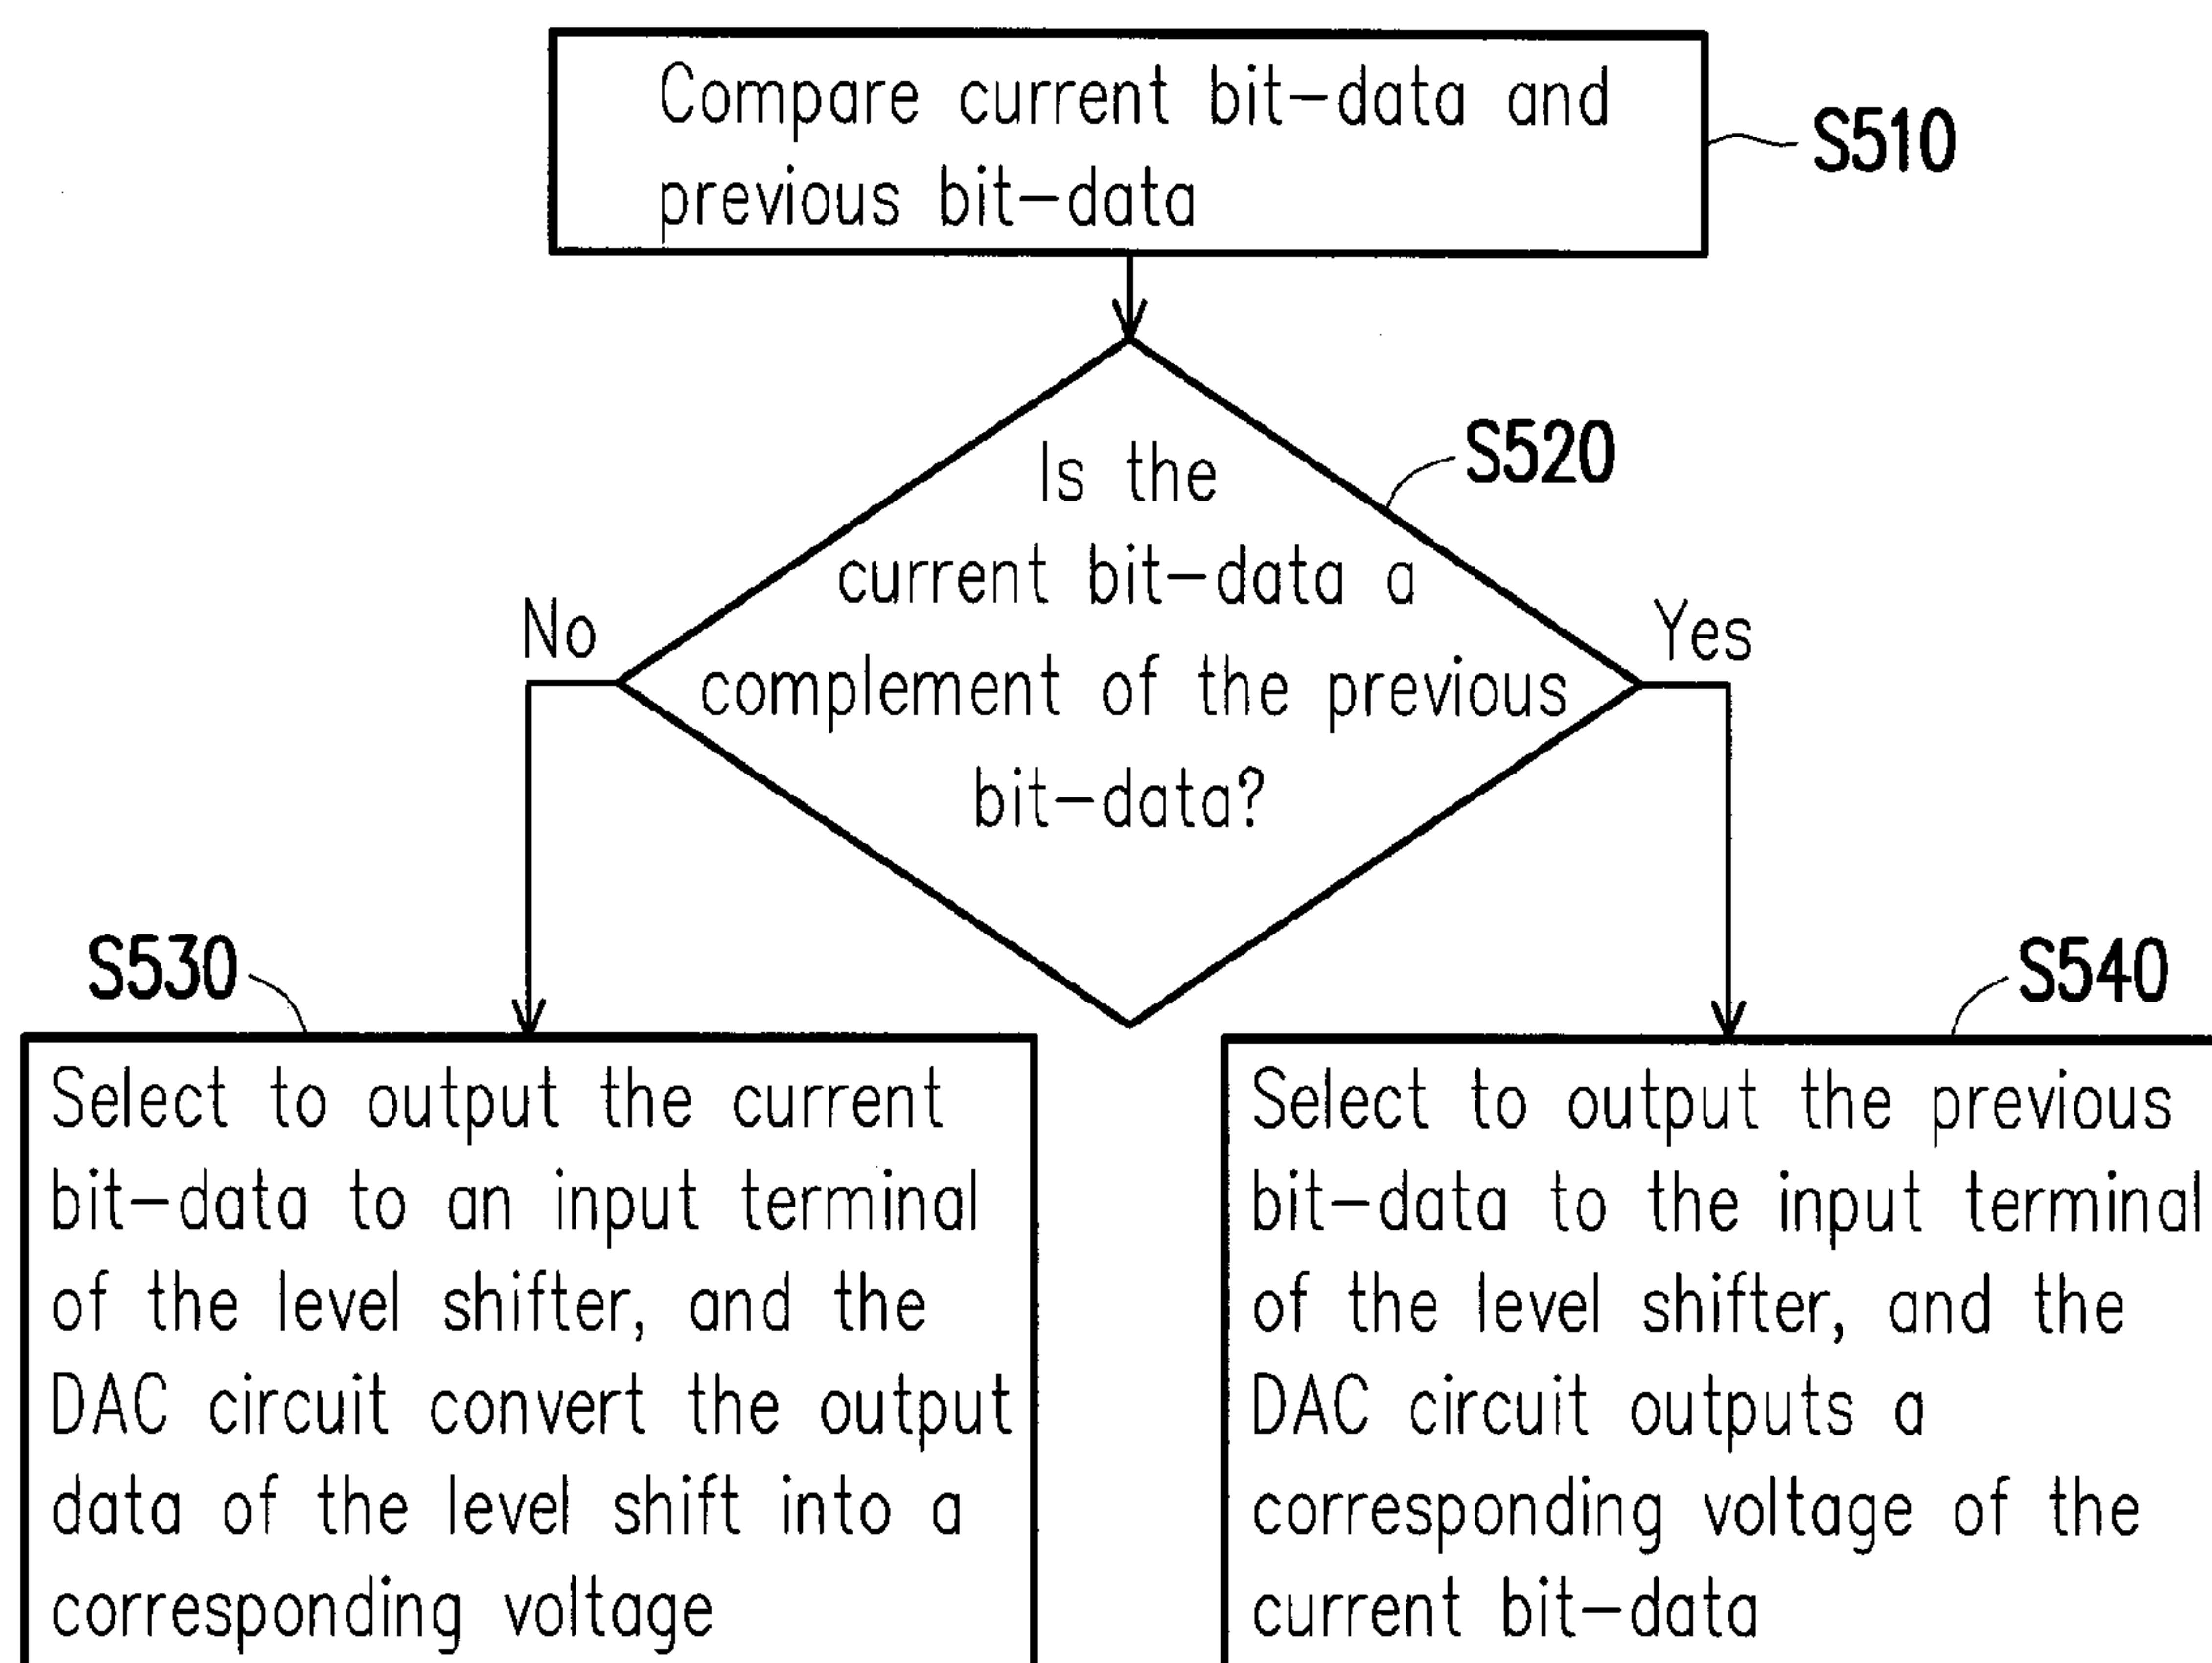 Compare current bit-data and
previous bit-data
S510
Is the
current bit-data a
complement of the previous
bit-data?
S520
No
Yes
S530
Select to output the current
bit-data to an input terminal
of the level shifter, and the
DAC circuit convert the output
data of the level shift into a
corresponding voltage
S540
Select to output the previous
bit-data to the input terminal
of the level shifter, and the
DAC circuit outputs a
corresponding voltage of the
current bit-data